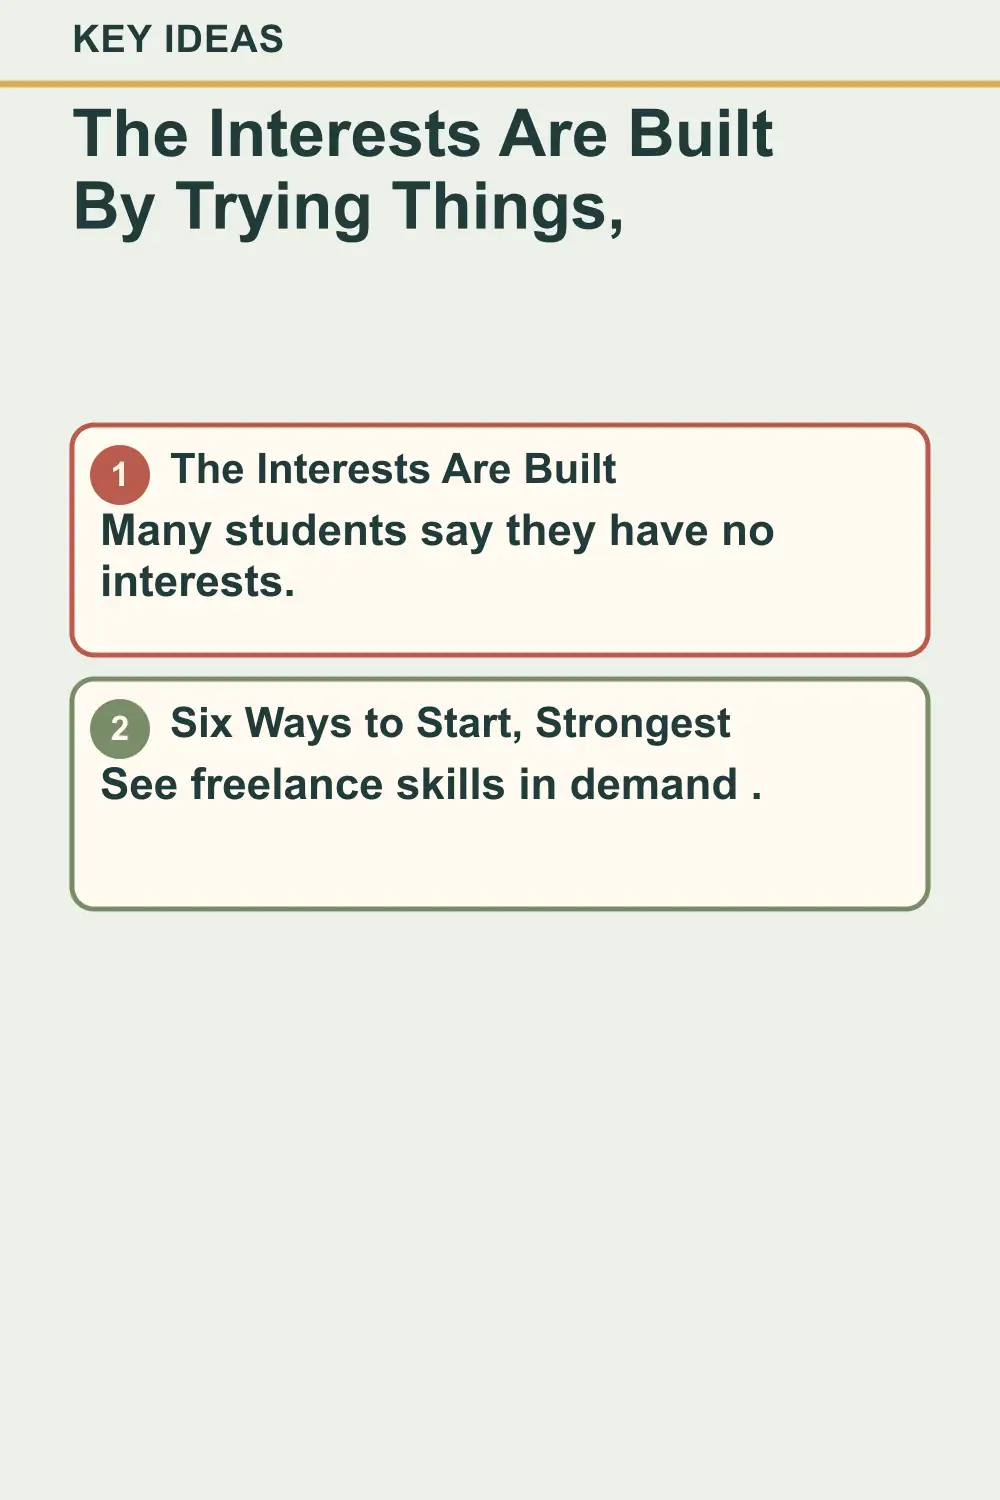 KEY IDEAS
The Interests Are Built
By Trying Things,
1 The Interests Are Built
Many students say they have no
interests.
2 Six Ways to Start, Strongest
See freelance skills in demand .